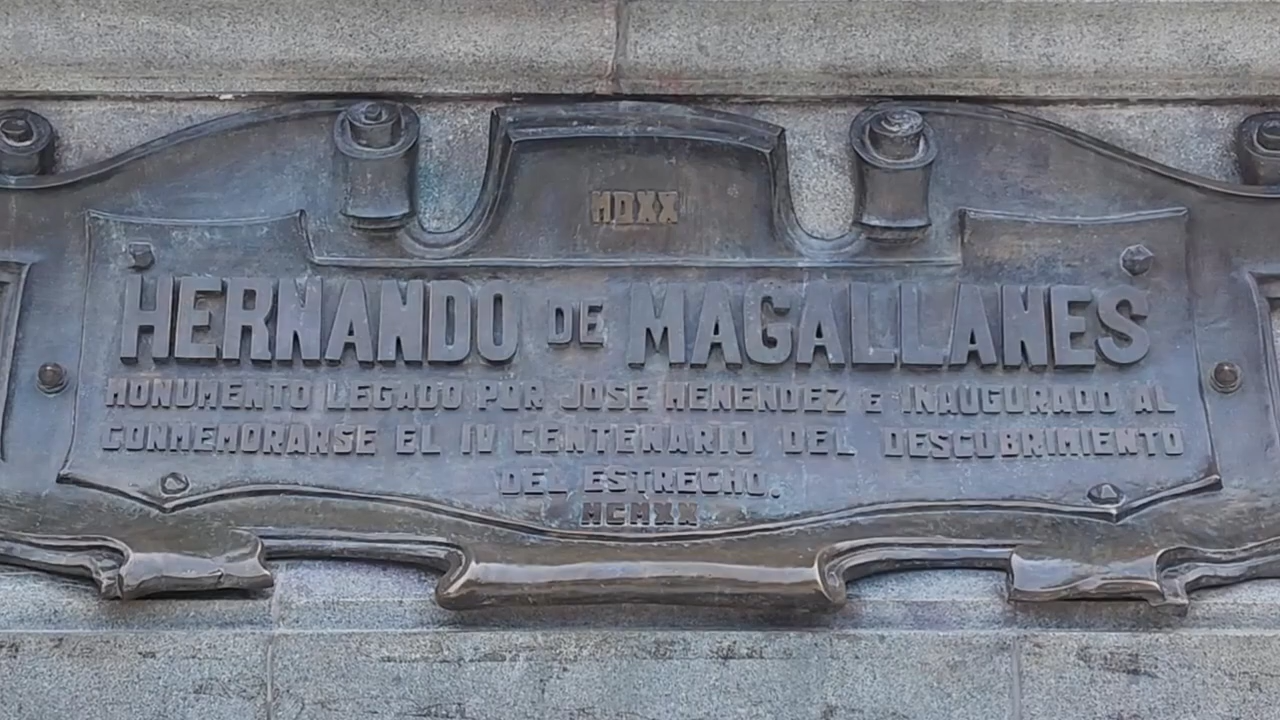 MDXX
HERNANDO DE MAGALLANES
MONUMENTO LEGADO POR JOSE MENENDEZ E INAUGURADO AL
CONMEMORARSE EL IV CENTENARIO DEL DESCUBRIMIENTO
DEL ESTRECHO.
MCMXX